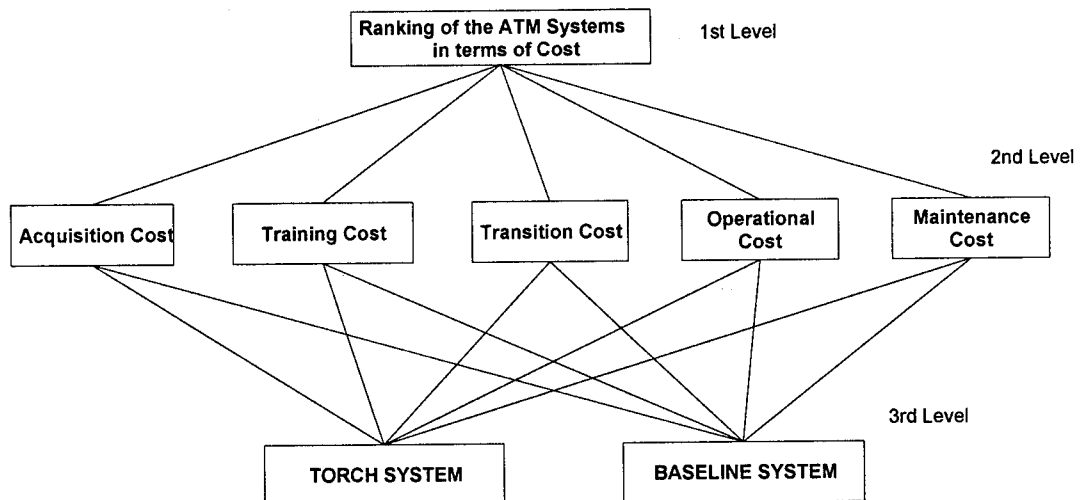 Ranking of the ATM Systems
in terms of Cost
1st Level
2nd Level
Acquisition Cost
Training Cost
Transition Cost
Operational
Cost
Maintenance
Cost
3rd Level
TORCH SYSTEM
BASELINE SYSTEM